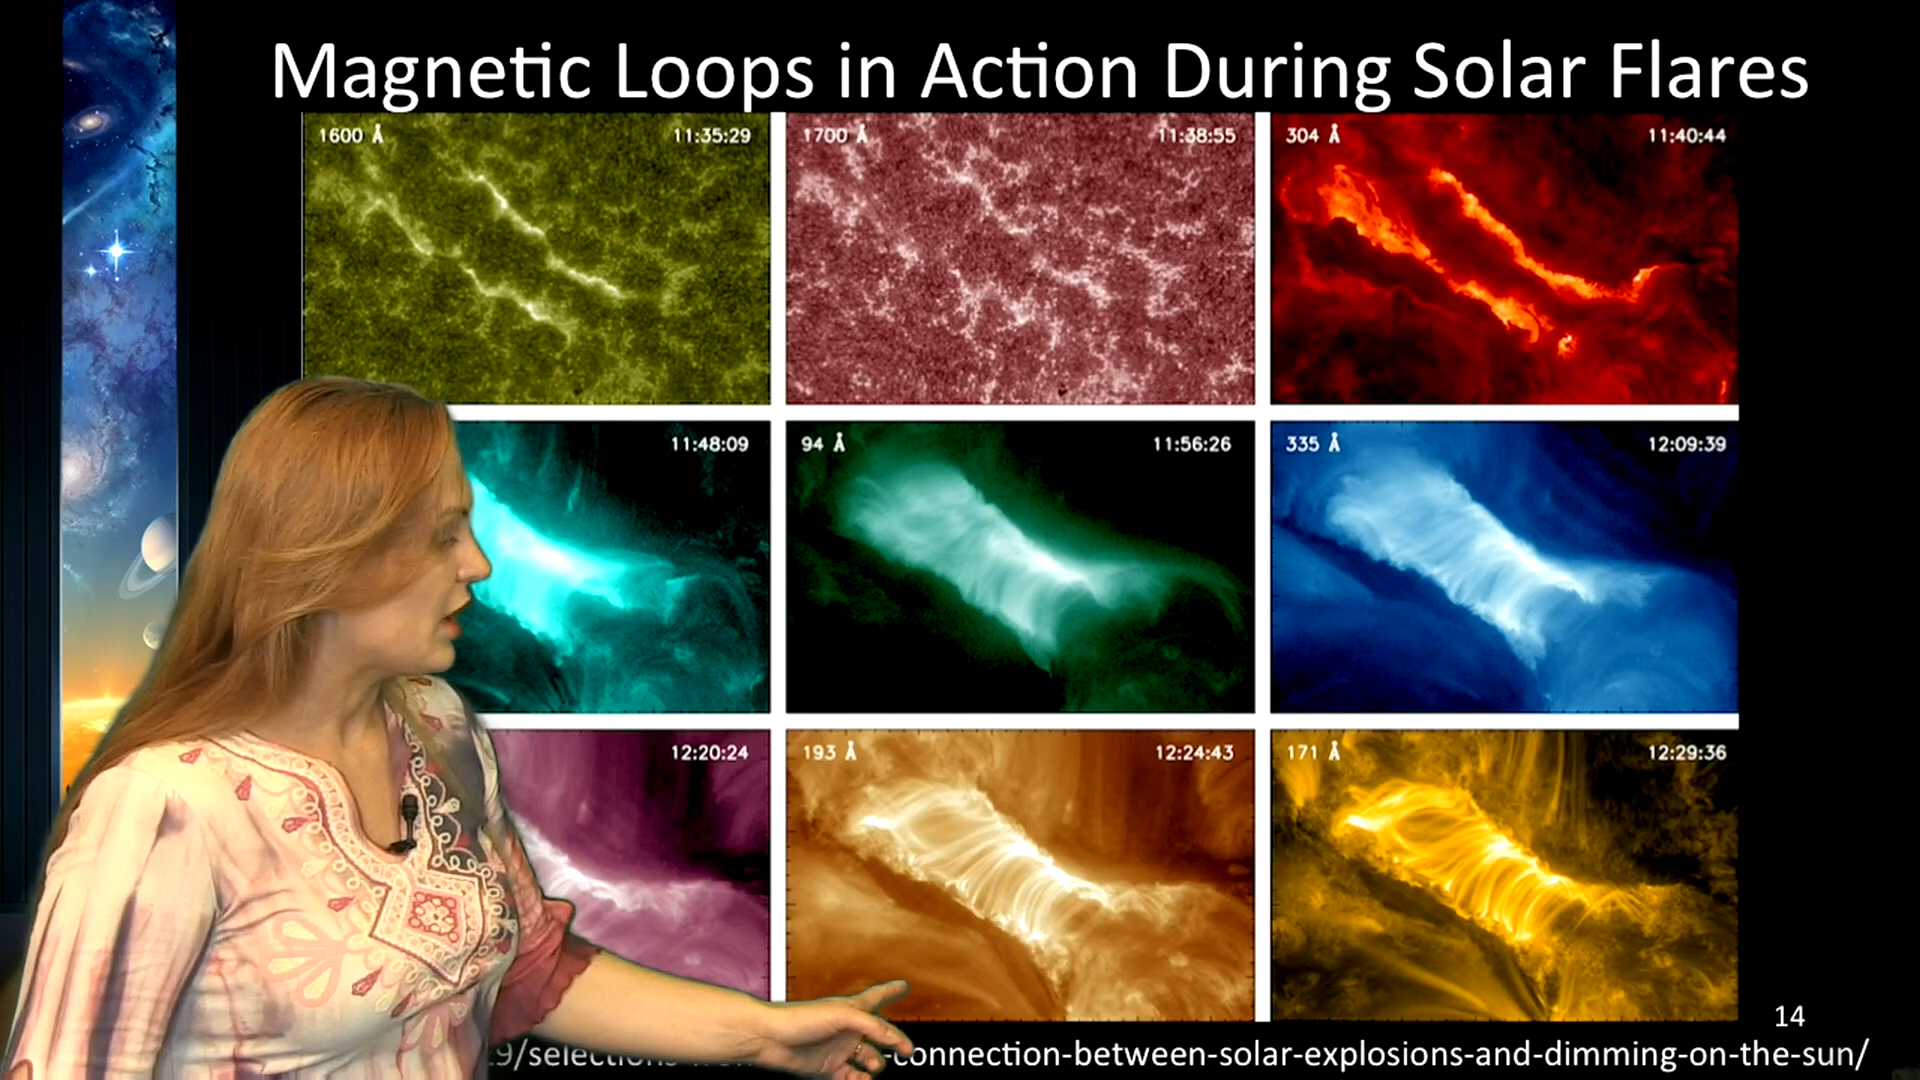 Magnetic Loops in Action During Solar Flares
1600 Å 11:35:29
1700 Å 11:38:55
304 Å 11:40:44
11:48:09
94 Å 11:56:26
335 Å 12:09:39
12:20:24
193 Å 12:24:43
171 Å 12:29:36
14
9/selections -connection-between-solar-explosions-and-dimming-on-the-sun/